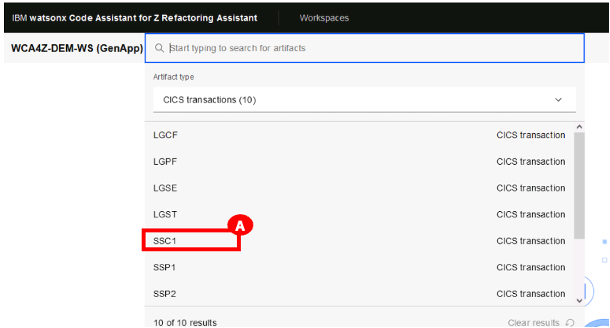 IBM watsonx Code Assistant for Z Refactoring Assistant Workspaces
WCA4Z-DEM-WS (GenApp) Start typing to search for artifacts
Artifact type
CICS transactions (10)
LGCF CICS transaction
LGPF CICS transaction
LGSE CICS transaction
LGST CICS transaction
A
SSC1 CICS transaction
SSP1 CICS transaction
SSP2 CICS transaction
10 of 10 results Clear results